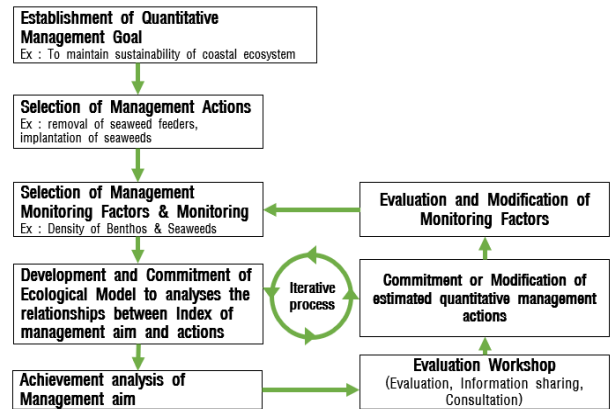 Establishment of Quantitative
Management Goal
Ex : To maintain sustainability of coastal ecosystem
Selection of Management Actions
Ex : removal of seaweed feeders,
implantation of seaweeds
Selection of Management
Monitoring Factors & Monitoring
Ex : Density of Benthos & Seaweeds
Evaluation and Modification of
Monitoring Factors
Development and Commitment of
Ecological Model to analyses the
relationships between Index of
management aim and actions
Iterative
process
Commitment or Modification of
estimated quantitative management
actions
Achievement analysis of
Management aim
Evaluation Workshop
(Evaluation, Information sharing,
Consultation)